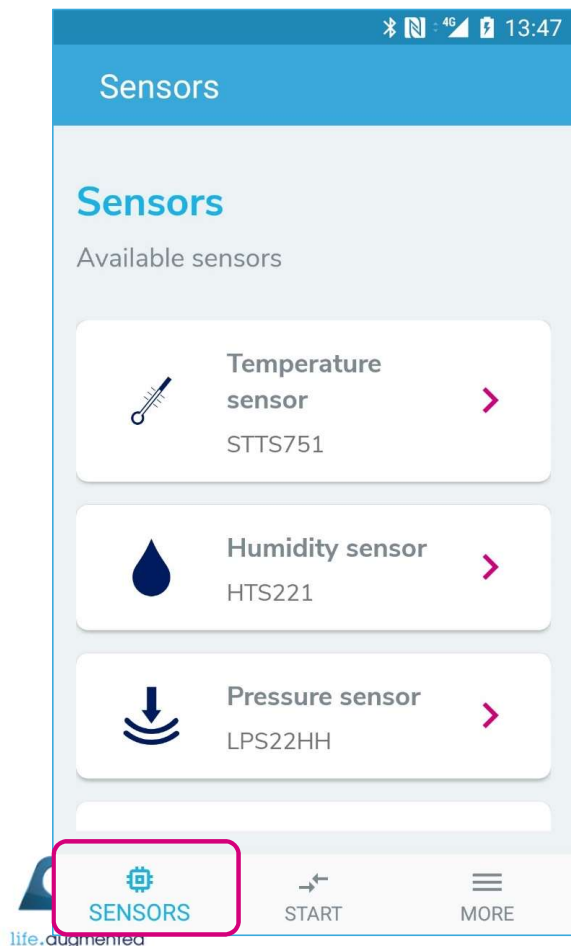 4G 13:47
Sensors
Sensors
Available sensors
Temperature
sensor
STTS751
Humidity sensor
HTS221
Pressure sensor
LPS22HH
SENSORS
START
MORE
life.augmented